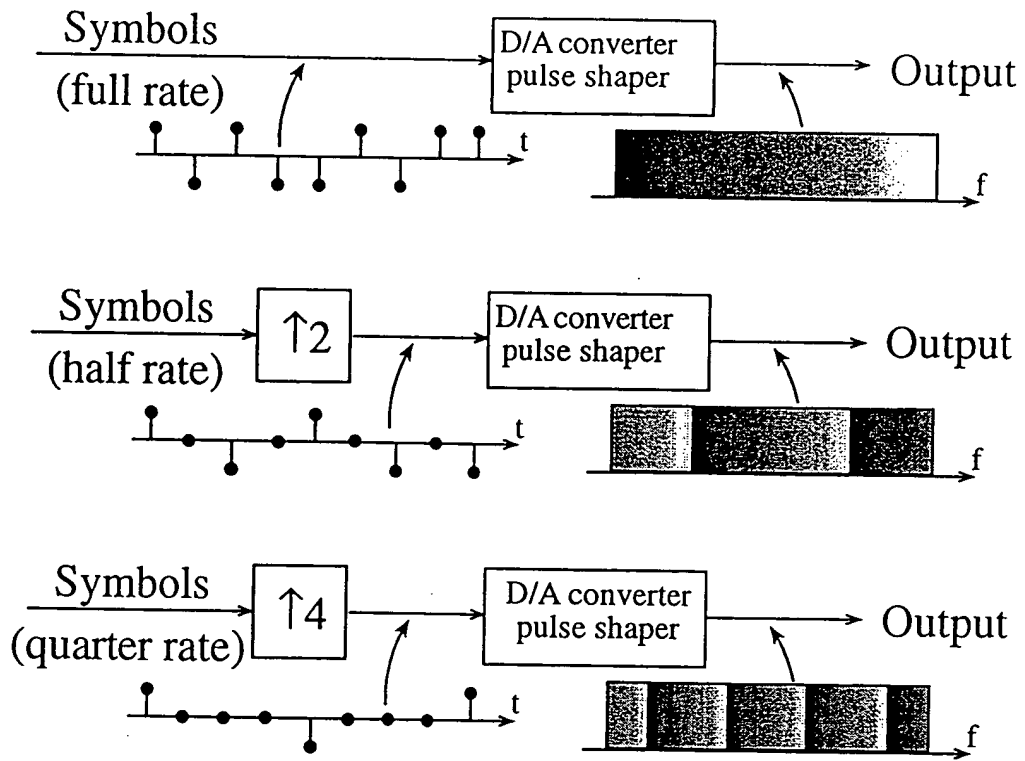 Symbols
(full rate)
D/A converter
pulse shaper
Output
t
f
Symbols
(half rate)
↑2
D/A converter
pulse shaper
Output
t
f
Symbols
(quarter rate)
↑4
D/A converter
pulse shaper
Output
t
f